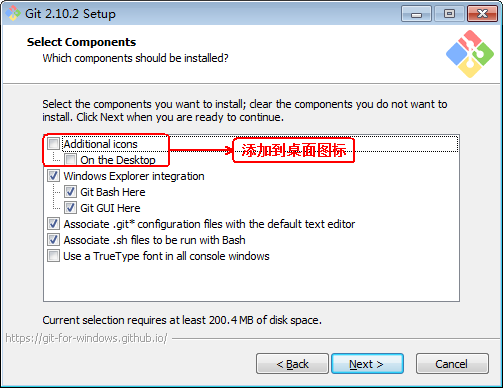 Git 2.10.2 Setup
Select Components
Which components should be installed?
Select the components you want to install; clear the components you do not want to
install. Click Next when you are ready to continue.
Additional icons
添加到桌面图标
On the Desktop
Windows Explorer integration
Git Bash Here
Git GUI Here
Associate .git* configuration files with the default text editor
Associate .sh files to be run with Bash
Use a TrueType font in all console windows
Current selection requires at least 200.4 MB of disk space.
https://git-for-windows.github.io/
< Back
Next >
Cancel